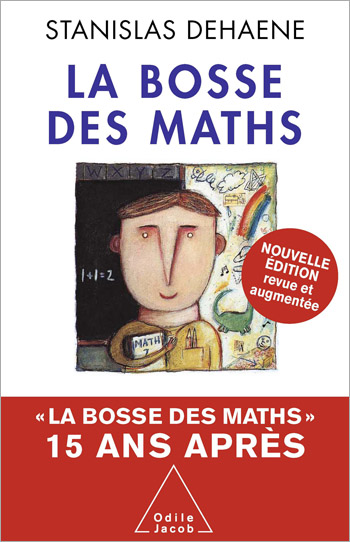 STANISLAS DEHAENE
LA BOSSE
DES MATHS
W X Y Z
1+1=2
MATH
7
NOUVELLE
ÉDITION
revue et
augmentée
« LA BOSSE DES MATHS »
15 ANS APRÈS
Odile
Jacob